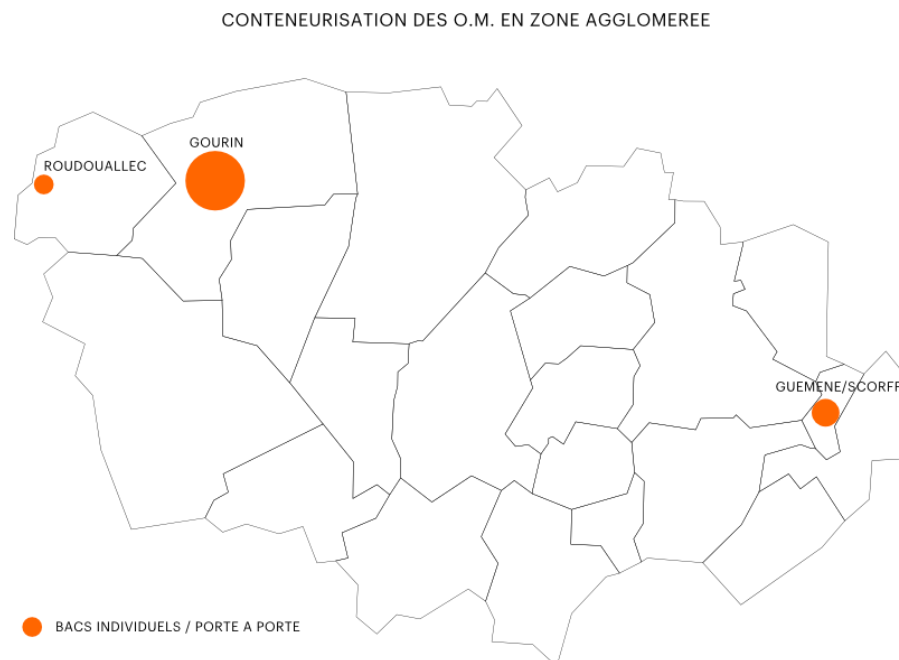 CONTENEURISATION DES O.M. EN ZONE AGGLOMEREE
GOURIN
ROUDOUALLEC
GUEMENE/SCORFF
BACS INDIVIDUELS / PORTE A PORTE